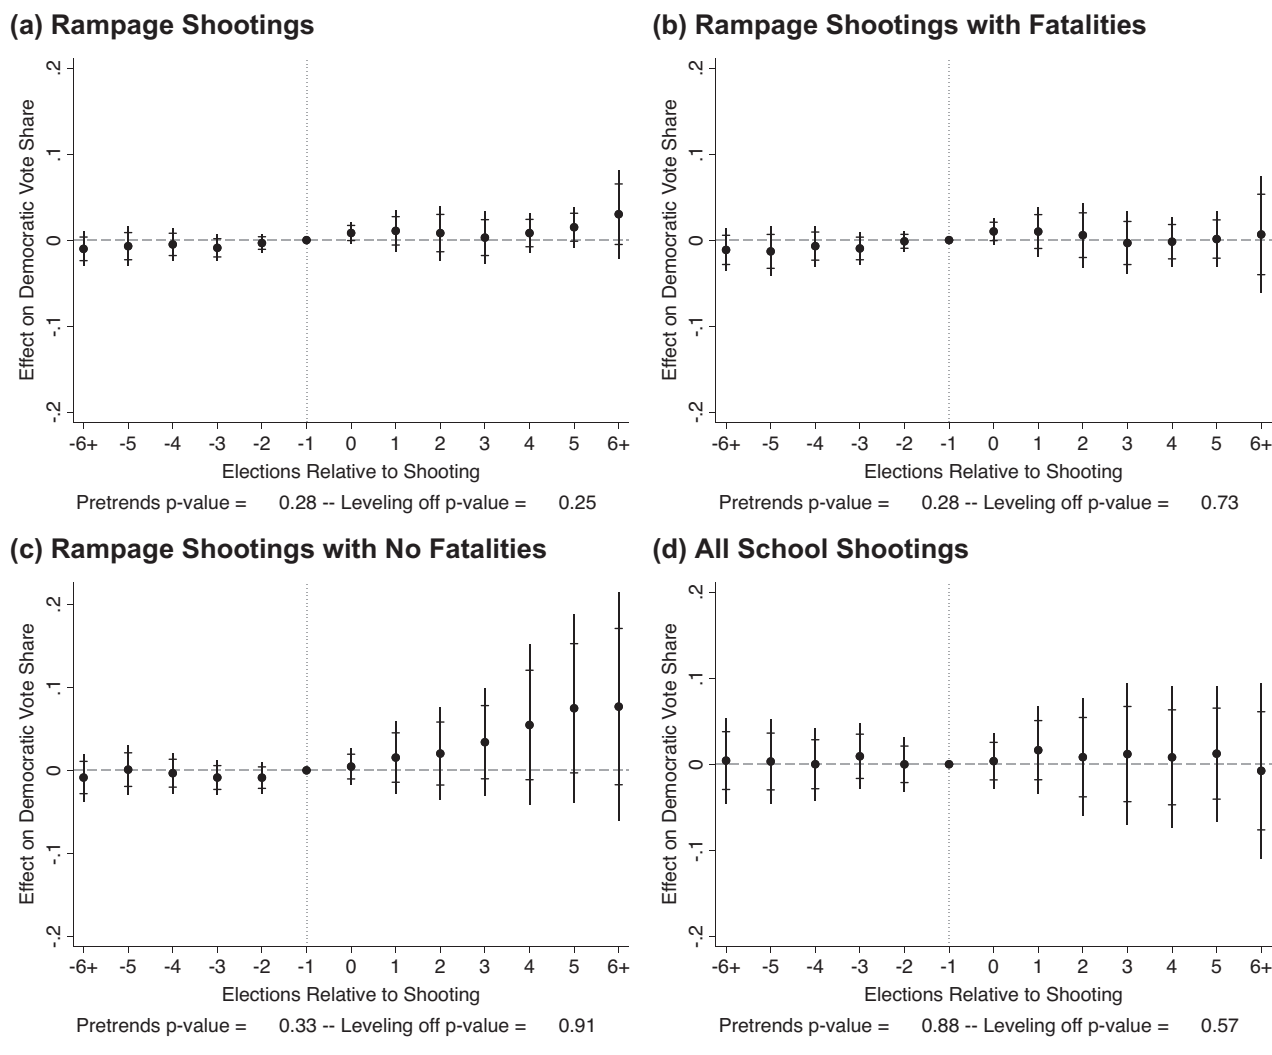 (a) Rampage Shootings
Effect on Democratic Vote Share
.2
.1
0
-.1
-.2
-6+ -5 -4 -3 -2 -1 0 1 2 3 4 5 6+
Elections Relative to Shooting
Pretrends p-value = 0.28 -- Leveling off p-value = 0.25
(b) Rampage Shootings with Fatalities
Effect on Democratic Vote Share
.2
.1
0
-.1
-.2
-6+ -5 -4 -3 -2 -1 0 1 2 3 4 5 6+
Elections Relative to Shooting
Pretrends p-value = 0.28 -- Leveling off p-value = 0.73
(c) Rampage Shootings with No Fatalities
Effect on Democratic Vote Share
.2
.1
0
-.1
-.2
-6+ -5 -4 -3 -2 -1 0 1 2 3 4 5 6+
Elections Relative to Shooting
Pretrends p-value = 0.33 -- Leveling off p-value = 0.91
(d) All School Shootings
Effect on Democratic Vote Share
.2
.1
0
-.1
-.2
-6+ -5 -4 -3 -2 -1 0 1 2 3 4 5 6+
Elections Relative to Shooting
Pretrends p-value = 0.88 -- Leveling off p-value = 0.57